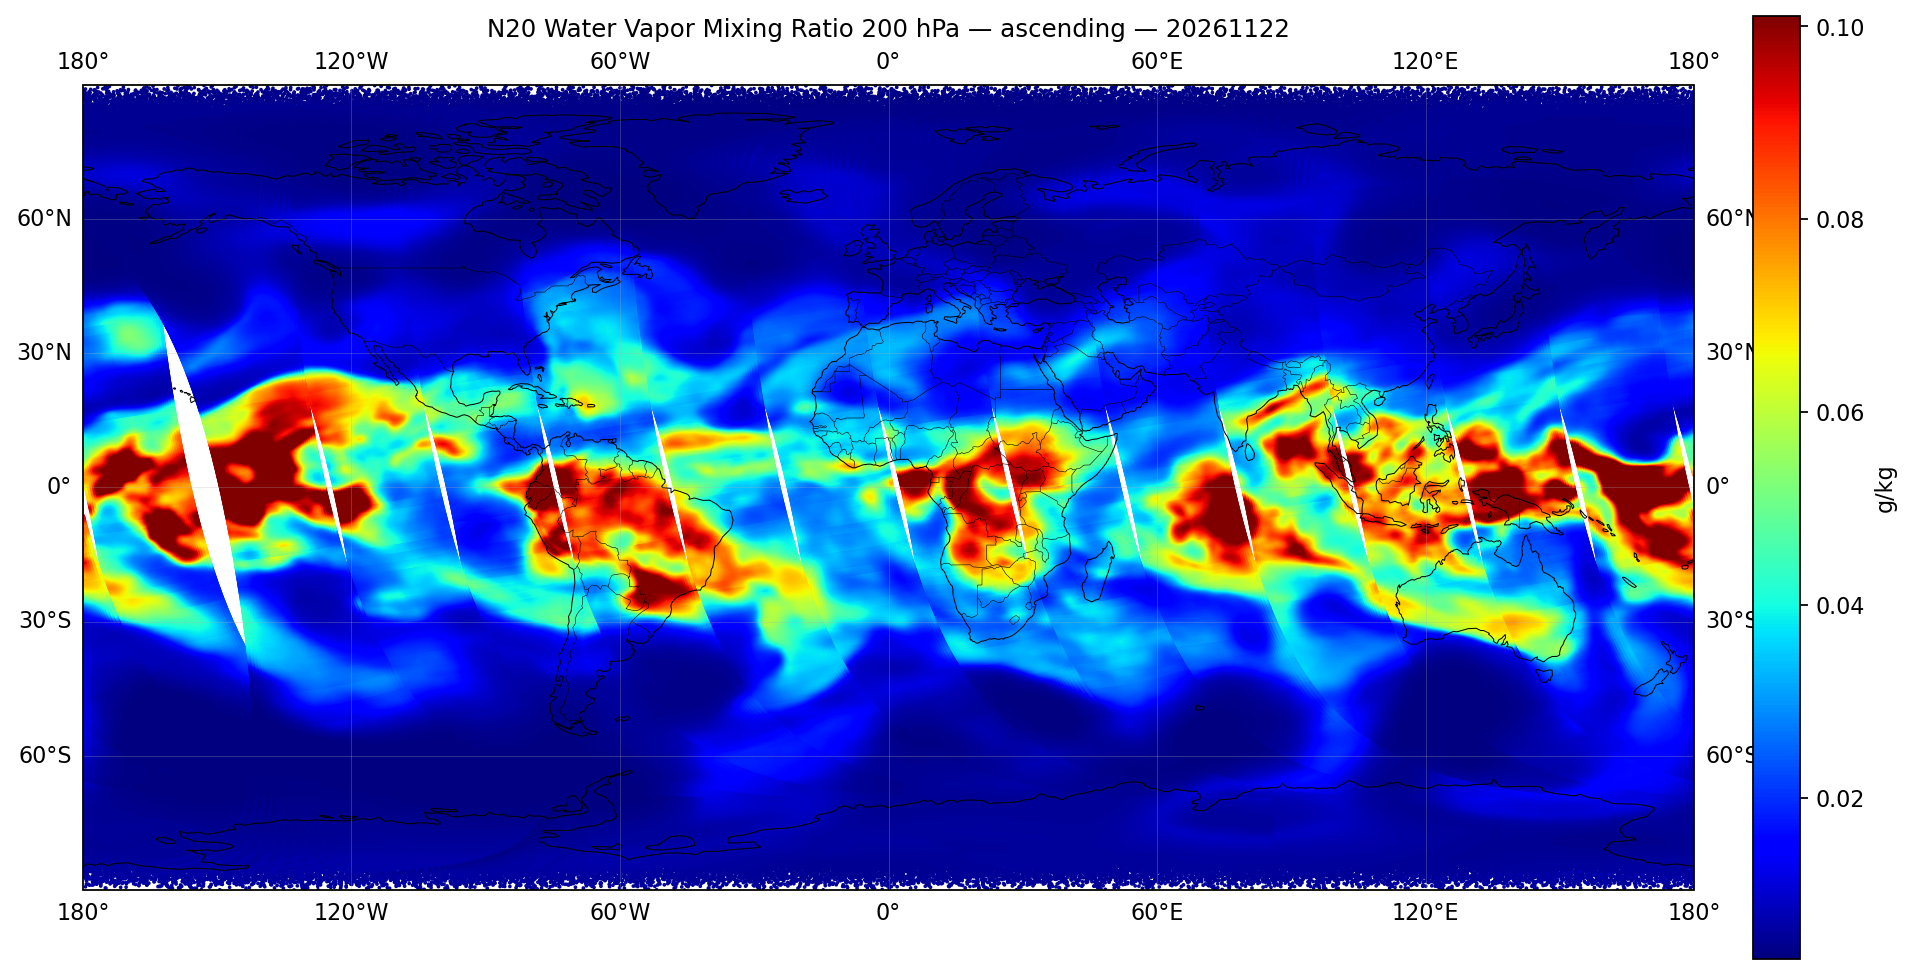 N20 Water Vapor Mixing Ratio 200 hPa — ascending — 20261122
180° 120°W 60°W 0° 60°E 120°E 180°
60°N 60°N
30°N 30°N
0° 0°
30°S 30°S
60°S 60°S
180° 120°W 60°W 0° 60°E 120°E 180°
0.10
0.08
0.06
0.04
0.02
g/kg